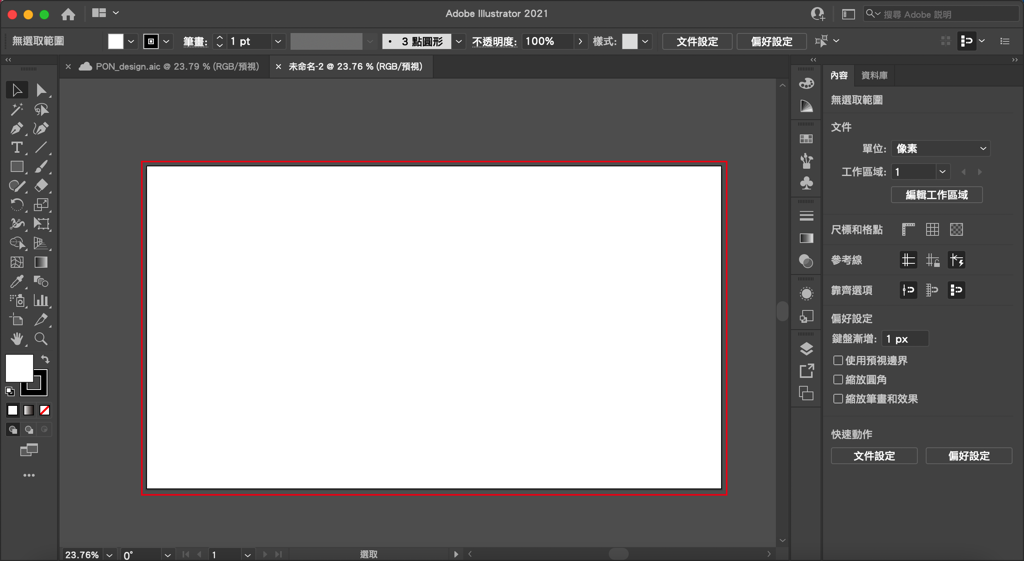 Adobe Illustrator 2021
搜尋 Adobe 說明
無選取範圍
筆畫: 1 pt
3 點圓形
不透明度: 100%
樣式:
文件設定
偏好設定
PON_design.aic @ 23.79 % (RGB/預視)
未命名-2 @ 23.76 % (RGB/預視)
內容
資料庫
無選取範圍
文件
單位: 像素
工作區域: 1
編輯工作區域
尺標和格點
參考線
靠齊選項
偏好設定
鍵盤漸增: 1 px
使用預視邊界
縮放圓角
縮放筆畫和效果
快速動作
文件設定
偏好設定
23.76%
0°
1
選取